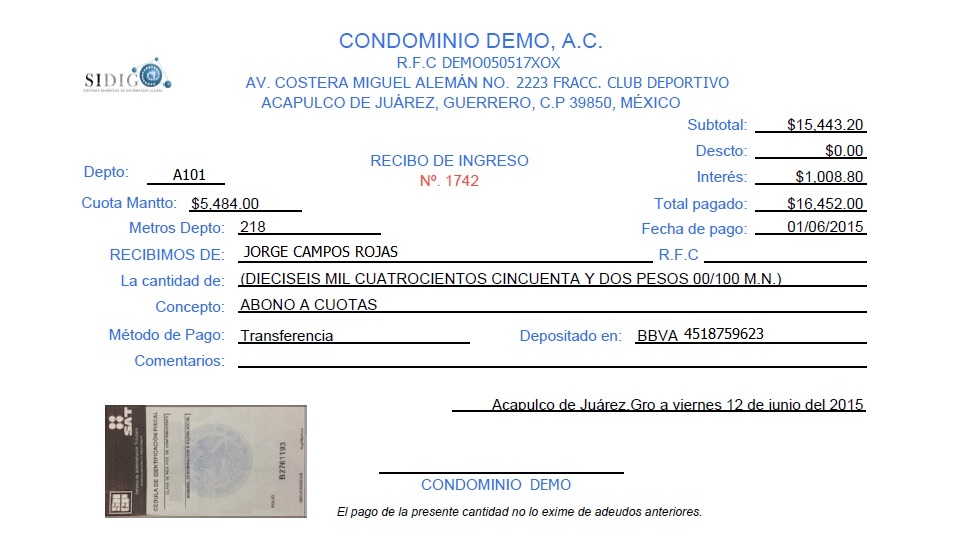 CONDOMINIO DEMO, A.C.
R.F.C DEMO050517XOX
AV. COSTERA MIGUEL ALEMÁN NO. 2223 FRACC. CLUB DEPORTIVO
ACAPULCO DE JUÁREZ, GUERRERO, C.P 39850, MÉXICO
SIDIG@
Subtotal: $15,443.20
Descto: $0.00
RECIBO DE INGRESO
Depto: A101
Interés: $1,008.80
Nº. 1742
Cuota Mantto: $5,484.00
Total pagado: $16,452.00
Metros Depto: 218
Fecha de pago: 01/06/2015
RECIBIMOS DE: JORGE CAMPOS ROJAS R.F.C
La cantidad de: (DIECISEIS MIL CUATROCIENTOS CINCUENTA Y DOS PESOS 00/100 M.N.)
Concepto: ABONO A CUOTAS
Método de Pago: Transferencia Depositado en: BBVA 4518759623
Comentarios:
Acapulco de Juárez,Gro a viernes 12 de junio del 2015
SAT
CEDULA DE IDENTIFICACION FISCAL
FOLIO B2761193
CONDOMINIO DEMO
El pago de la presente cantidad no lo exime de adeudos anteriores.